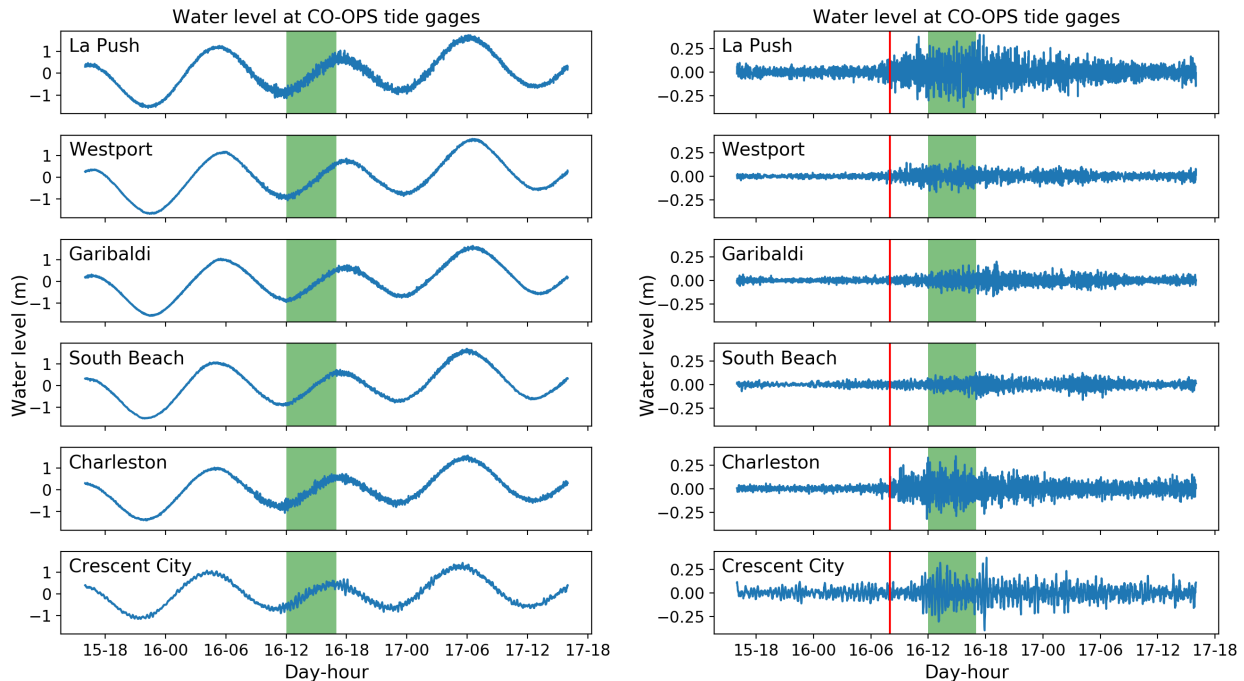 Water level at CO-OPS tide gages
La Push
1
0
−1
Westport
1
0
−1
Garibaldi
1
0
−1
South Beach
1
0
−1
Charleston
1
0
−1
Crescent City
1
0
−1
Water level (m)
15-18 16-00 16-06 16-12 16-18 17-00 17-06 17-12 17-18
Day-hour
Water level at CO-OPS tide gages
La Push
0.25
0.00
−0.25
Westport
0.25
0.00
−0.25
Garibaldi
0.25
0.00
−0.25
South Beach
0.25
0.00
−0.25
Charleston
0.25
0.00
−0.25
Crescent City
0.25
0.00
−0.25
Water level (m)
15-18 16-00 16-06 16-12 16-18 17-00 17-06 17-12 17-18
Day-hour